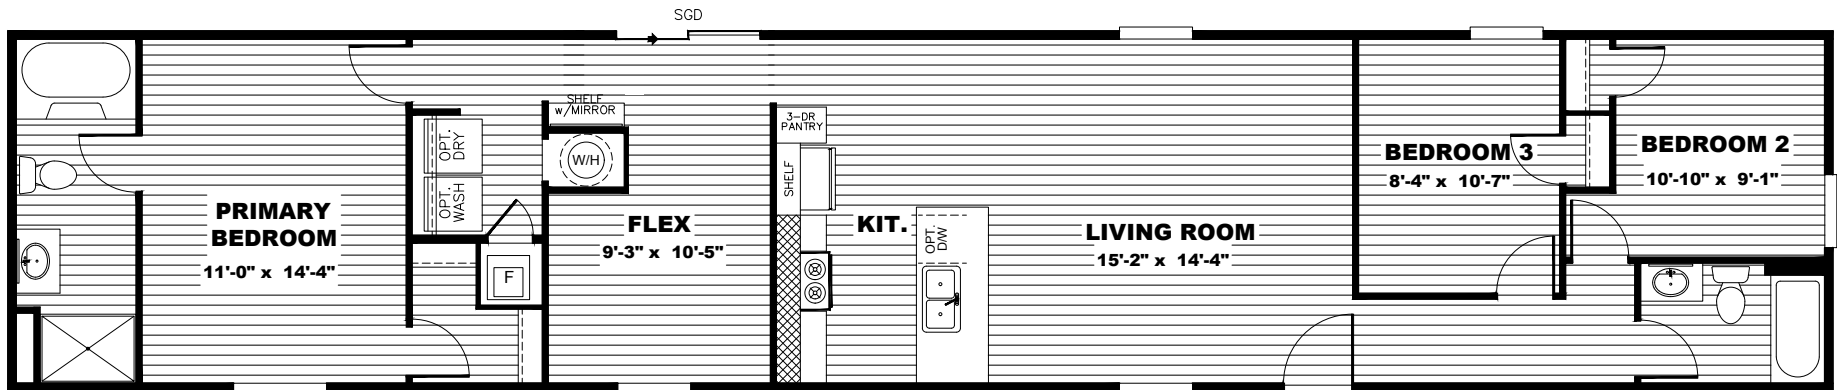 SGD
SHELF
w/MIRROR
3-DR
PANTRY
OPT.
DRY
W/H
OPT.
WASH
SHELF
PRIMARY
BEDROOM
11'-0" x 14'-4"
F
FLEX
9'-3" x 10'-5"
KIT.
OPT.
D/W
LIVING ROOM
15'-2" x 14'-4"
BEDROOM 3
8'-4" x 10'-7"
BEDROOM 2
10'-10" x 9'-1"